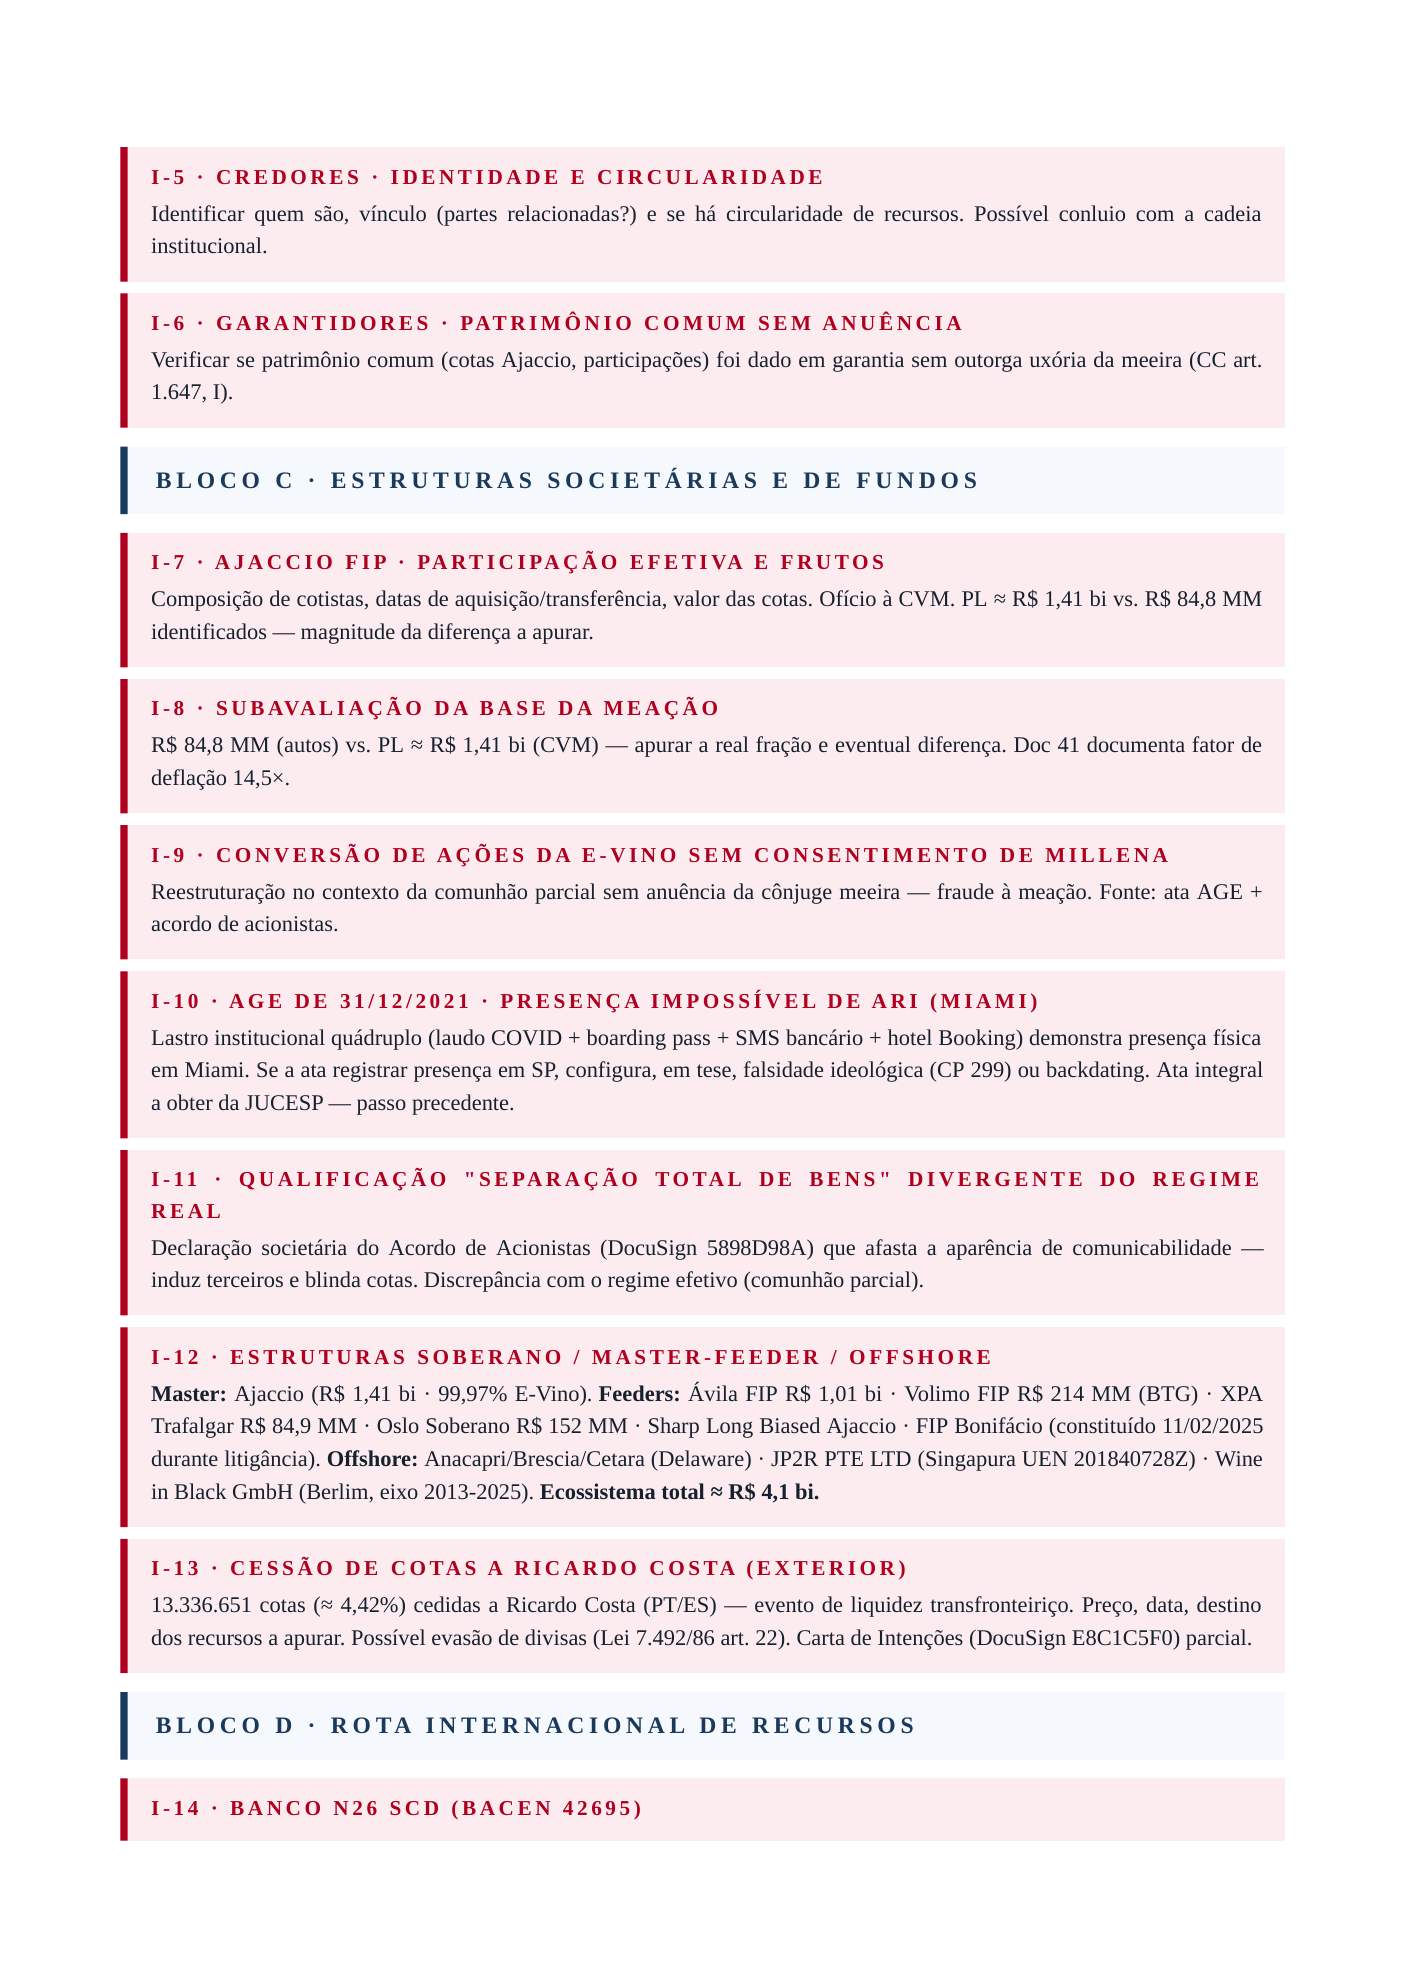 I-5 · CREDORES · IDENTIDADE E CIRCULARIDADE
Identificar quem são, vínculo (partes relacionadas?) e se há circularidade de recursos. Possível conluio com a cadeia
institucional.
I-6 · GARANTIDORES · PATRIMÔNIO COMUM SEM ANUÊNCIA
Verificar se patrimônio comum (cotas Ajaccio, participações) foi dado em garantia sem outorga uxória da meeira (CC art.
1.647, I).
BLOCO C · ESTRUTURAS SOCIETÁRIAS E DE FUNDOS
I-7 · AJACCIO FIP · PARTICIPAÇÃO EFETIVA E FRUTOS
Composição de cotistas, datas de aquisição/transferência, valor das cotas. Ofício à CVM. PL ≈ R$ 1,41 bi vs. R$ 84,8 MM
identificados — magnitude da diferença a apurar.
I-8 · SUBAVALIAÇÃO DA BASE DA MEAÇÃO
R$ 84,8 MM (autos) vs. PL ≈ R$ 1,41 bi (CVM) — apurar a real fração e eventual diferença. Doc 41 documenta fator de
deflação 14,5×.
I-9 · CONVERSÃO DE AÇÕES DA E-VINO SEM CONSENTIMENTO DE MILLENA
Reestruturação no contexto da comunhão parcial sem anuência da cônjuge meeira — fraude à meação. Fonte: ata AGE +
acordo de acionistas.
I-10 · AGE DE 31/12/2021 · PRESENÇA IMPOSSÍVEL DE ARI (MIAMI)
Lastro institucional quádruplo (laudo COVID + boarding pass + SMS bancário + hotel Booking) demonstra presença física
em Miami. Se a ata registrar presença em SP, configura, em tese, falsidade ideológica (CP 299) ou backdating. Ata integral
a obter da JUCESP — passo precedente.
I-11 · QUALIFICAÇÃO "SEPARAÇÃO TOTAL DE BENS" DIVERGENTE DO REGIME
REAL
Declaração societária do Acordo de Acionistas (DocuSign 5898D98A) que afasta a aparência de comunicabilidade —
induz terceiros e blinda cotas. Discrepância com o regime efetivo (comunhão parcial).
I-12 · ESTRUTURAS SOBERANO / MASTER-FEEDER / OFFSHORE
Master: Ajaccio (R$ 1,41 bi · 99,97% E-Vino). Feeders: Ávila FIP R$ 1,01 bi · Volimo FIP R$ 214 MM (BTG) · XPA
Trafalgar R$ 84,9 MM · Oslo Soberano R$ 152 MM · Sharp Long Biased Ajaccio · FIP Bonifácio (constituído 11/02/2025
durante litigância). Offshore: Anacapri/Brescia/Cetara (Delaware) · JP2R PTE LTD (Singapura UEN 201840728Z) · Wine
in Black GmbH (Berlim, eixo 2013-2025). Ecossistema total ≈ R$ 4,1 bi.
I-13 · CESSÃO DE COTAS A RICARDO COSTA (EXTERIOR)
13.336.651 cotas (≈ 4,42%) cedidas a Ricardo Costa (PT/ES) — evento de liquidez transfronteiriço. Preço, data, destino
dos recursos a apurar. Possível evasão de divisas (Lei 7.492/86 art. 22). Carta de Intenções (DocuSign E8C1C5F0) parcial.
BLOCO D · ROTA INTERNACIONAL DE RECURSOS
I-14 · BANCO N26 SCD (BACEN 42695)